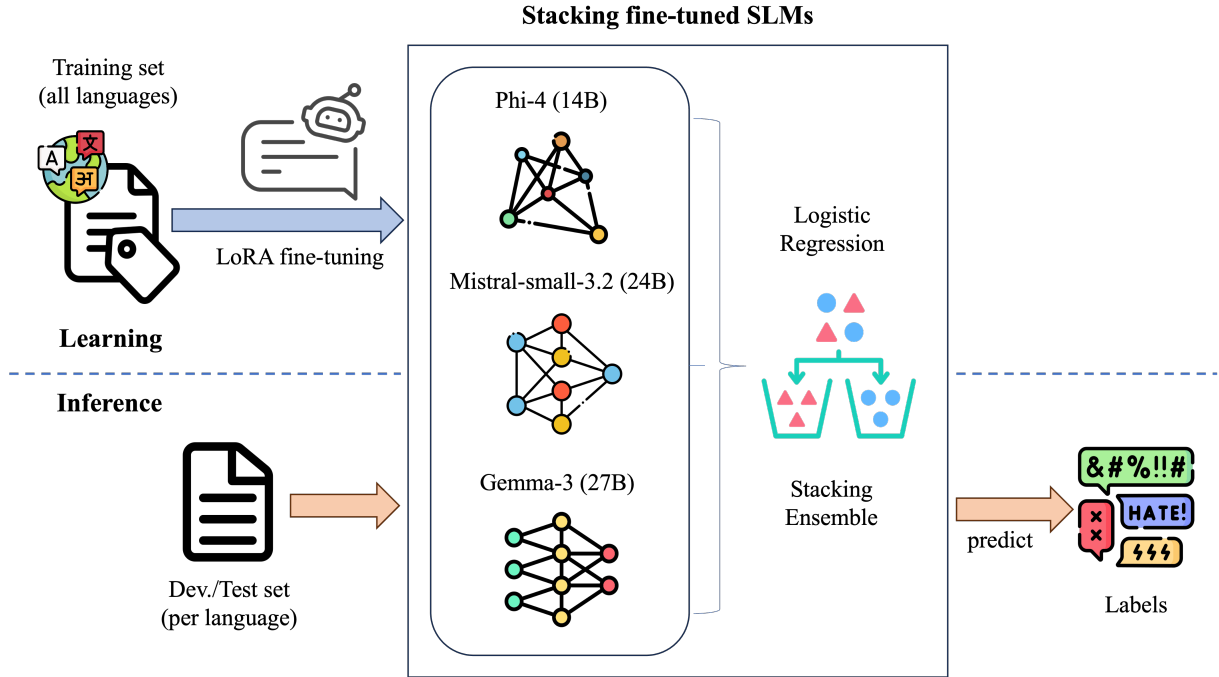 Stacking fine-tuned SLMs
Training set
(all languages)
A
文
अ
LoRA fine-tuning
Learning
Inference
Dev./Test set
(per language)
Phi-4 (14B)
Mistral-small-3.2 (24B)
Gemma-3 (27B)
Logistic
Regression
Stacking
Ensemble
predict
&#%!!#
HATE!
Labels